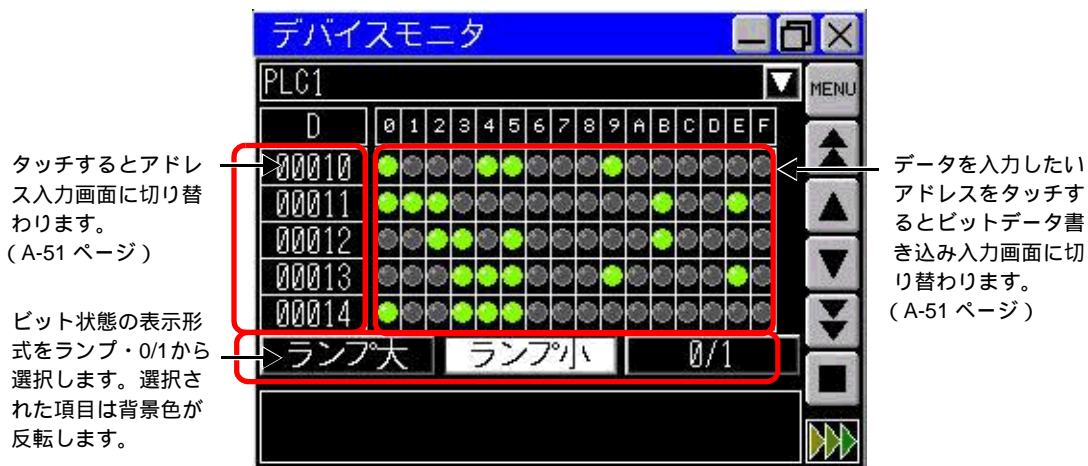 デバイスモニタ
PLC1
MENU
D 0 1 2 3 4 5 6 7 8 9 A B C D E F
00010
00011
00012
00013
00014
ランプ大 ランプ小 0/1
タッチするとアドレ
ス入力画面に切り替
わります。
( A-51 ページ )
ビット状態の表示形
式をランプ・0/1から
選択します。選択さ
れた項目は背景色が
反転します。
データを入力したい
アドレスをタッチす
るとビットデータ書
き込み入力画面に切
り替わります。
( A-51 ページ )